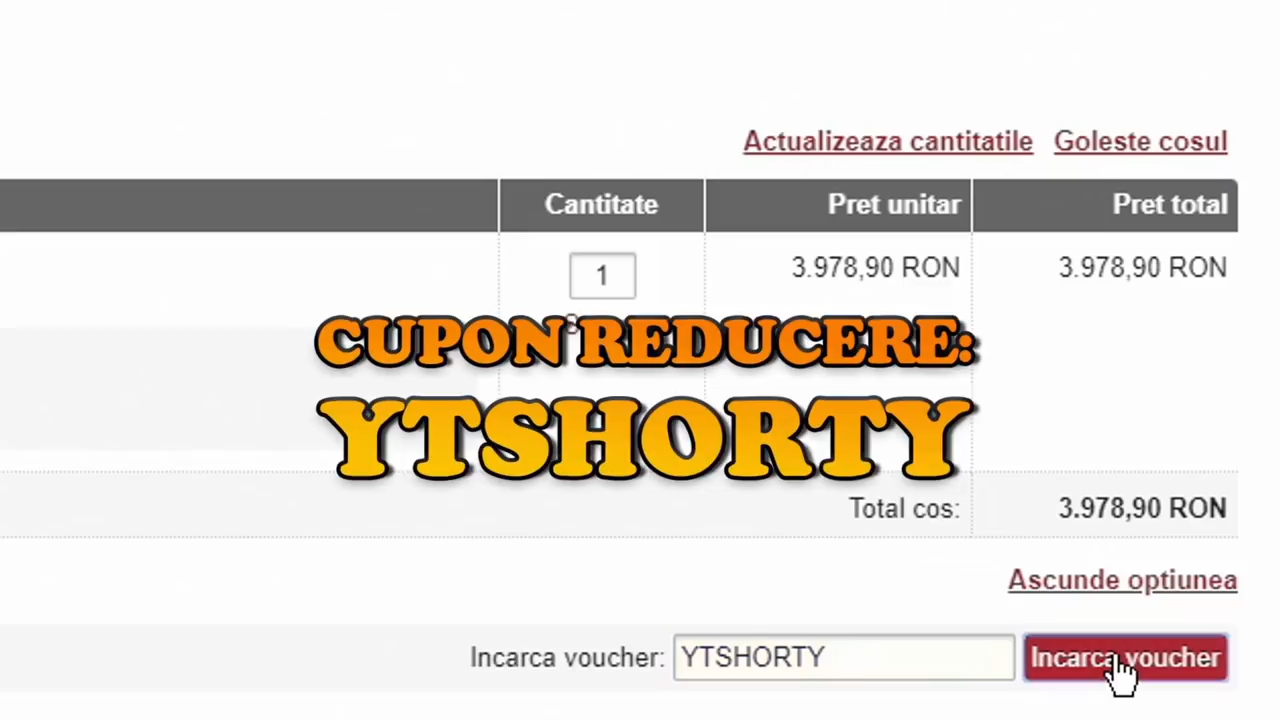 Actualizeaza cantitatile Goleste cosul
Cantitate Pret unitar Pret total
1 3.978,90 RON 3.978,90 RON
CUPON REDUCERE:
YTSHORTY
Total cos: 3.978,90 RON
Ascunde optiunea
Incarca voucher: YTSHORTY Incarca voucher